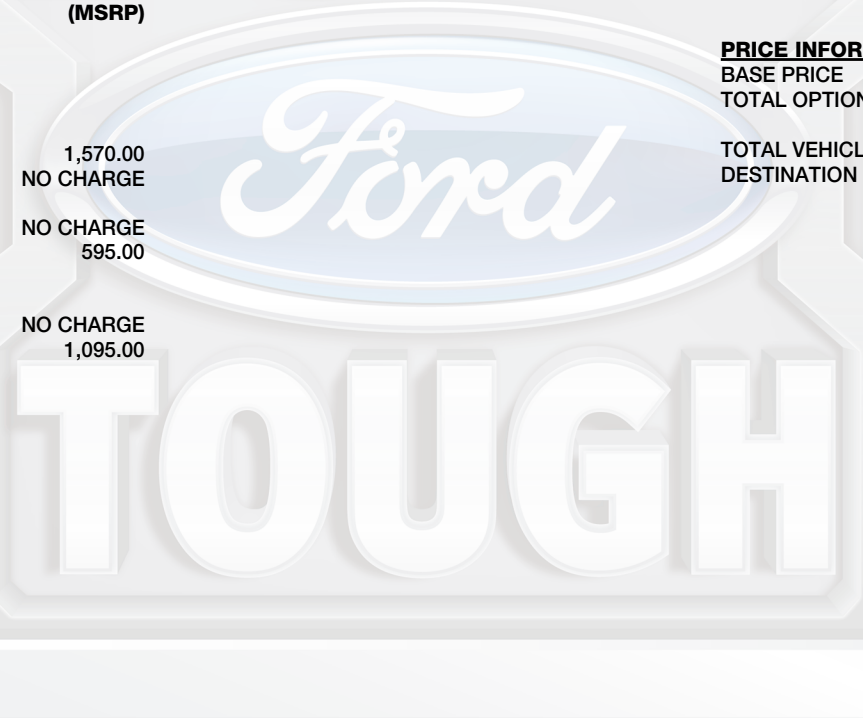 (MSRP)
1,570.00
NO CHARGE
NO CHARGE
595.00
NO CHARGE
1,095.00
PRICE INFOR
BASE PRICE
TOTAL OPTION
TOTAL VEHICL
DESTINATION
Ford
TOUGH